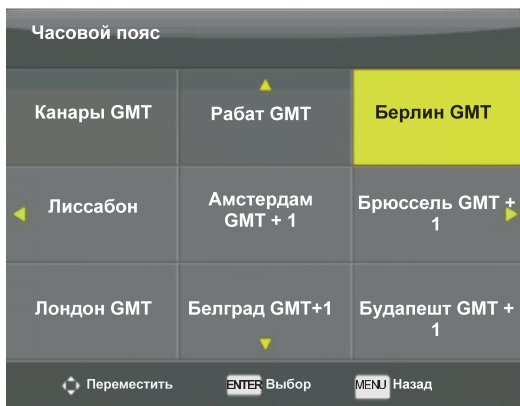 Часовой пояс
Канары GMT
Рабат GMT
Берлин GMT
Лиссабон
Амстердам
GMT + 1
Брюссель GMT +
1
Лондон GMT
Белград GMT+1
Будапешт GMT +
1
Переместить
ENTER Выбор
MENU Назад